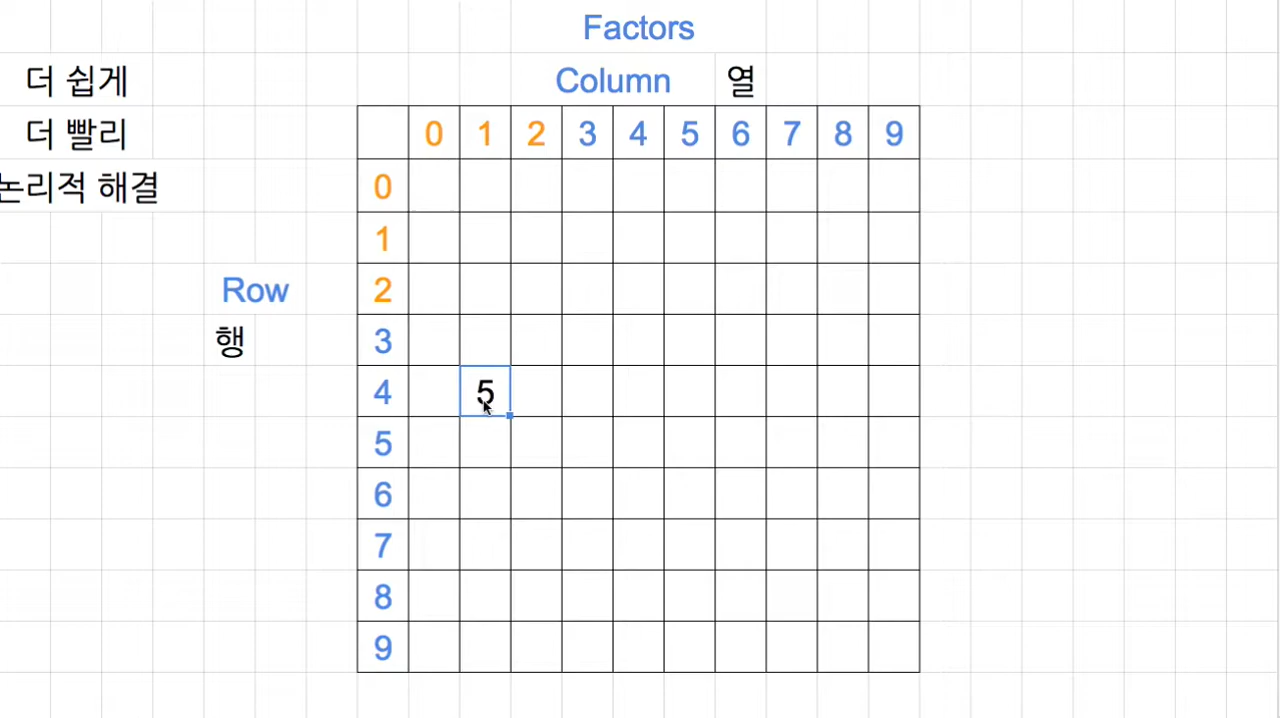 Factors
더 쉽게
Column 열
더 빨리
0 1 2 3 4 5 6 7 8 9
논리적 해결
0
1
Row 2
행 3
4 5
5
6
7
8
9